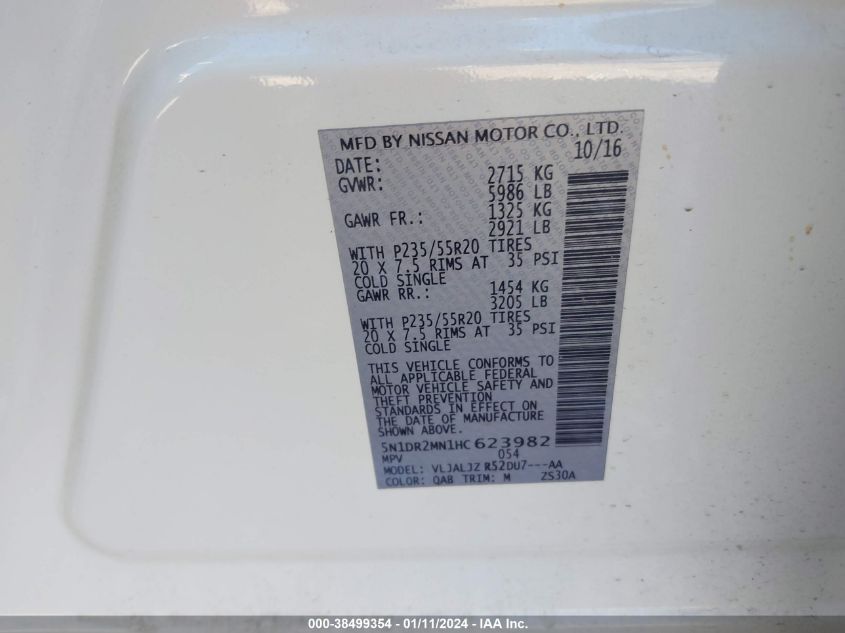 MFD BY NISSAN MOTOR CO., LTD.
DATE: 10/16
GVWR: 2715 KG
5986 LB
GAWR FR.: 1325 KG
2921 LB
WITH P235/55R20 TIRES
20 X 7.5 RIMS AT 35 PSI
COLD SINGLE
GAWR RR.: 1454 KG
3205 LB
WITH P235/55R20 TIRES
20 X 7.5 RIMS AT 35 PSI
COLD SINGLE
THIS VEHICLE CONFORMS TO
ALL APPLICABLE FEDERAL
MOTOR VEHICLE SAFETY AND
THEFT PREVENTION
STANDARDS IN EFFECT ON
THE DATE OF MANUFACTURE
SHOWN ABOVE.
5N1DR2MN1HC623982
MPV 054
MODEL: VLJALJZ R52DU7---AA
COLOR: QAB TRIM: M ZS30A
000-38499354 - 01/11/2024 - IAA Inc.